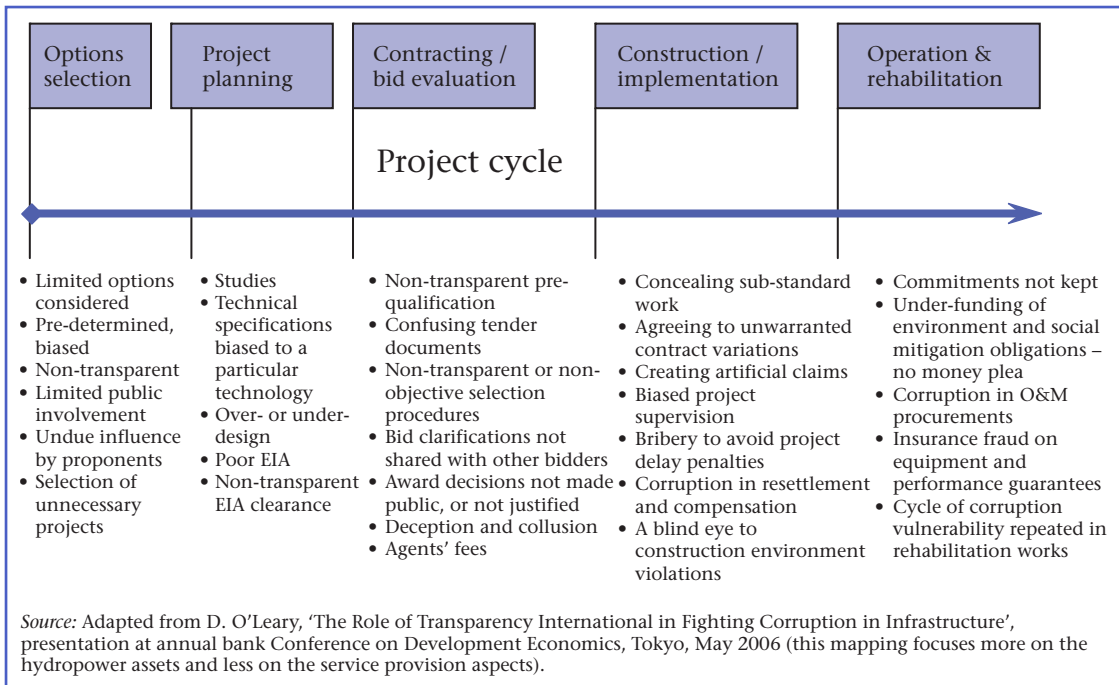 Options
selection
Project
planning
Contracting /
bid evaluation
Construction /
implementation
Operation &
rehabilitation
Project cycle
• Limited options
considered
• Pre-determined,
biased
• Non-transparent
• Limited public
involvement
• Undue influence
by proponents
• Selection of
unnecessary
projects
• Studies
• Technical
specifications
biased to a
particular
technology
• Over- or under-
design
• Poor EIA
• Non-transparent
EIA clearance
• Non-transparent pre-
qualification
• Confusing tender
documents
• Non-transparent or non-
objective selection
procedures
• Bid clarifications not
shared with other bidders
• Award decisions not made
public, or not justified
• Deception and collusion
• Agents’ fees
• Concealing sub-standard
work
• Agreeing to unwarranted
contract variations
• Creating artificial claims
• Biased project
supervision
• Bribery to avoid project
delay penalties
• Corruption in resettlement
and compensation
• A blind eye to
construction environment
violations
• Commitments not kept
• Under-funding of
environment and social
mitigation obligations –
no money plea
• Corruption in O&M
procurements
• Insurance fraud on
equipment and
performance guarantees
• Cycle of corruption
vulnerability repeated in
rehabilitation works
Source: Adapted from D. O’Leary, ‘The Role of Transparency International in Fighting Corruption in Infrastructure’,
presentation at annual bank Conference on Development Economics, Tokyo, May 2006 (this mapping focuses more on the
hydropower assets and less on the service provision aspects).